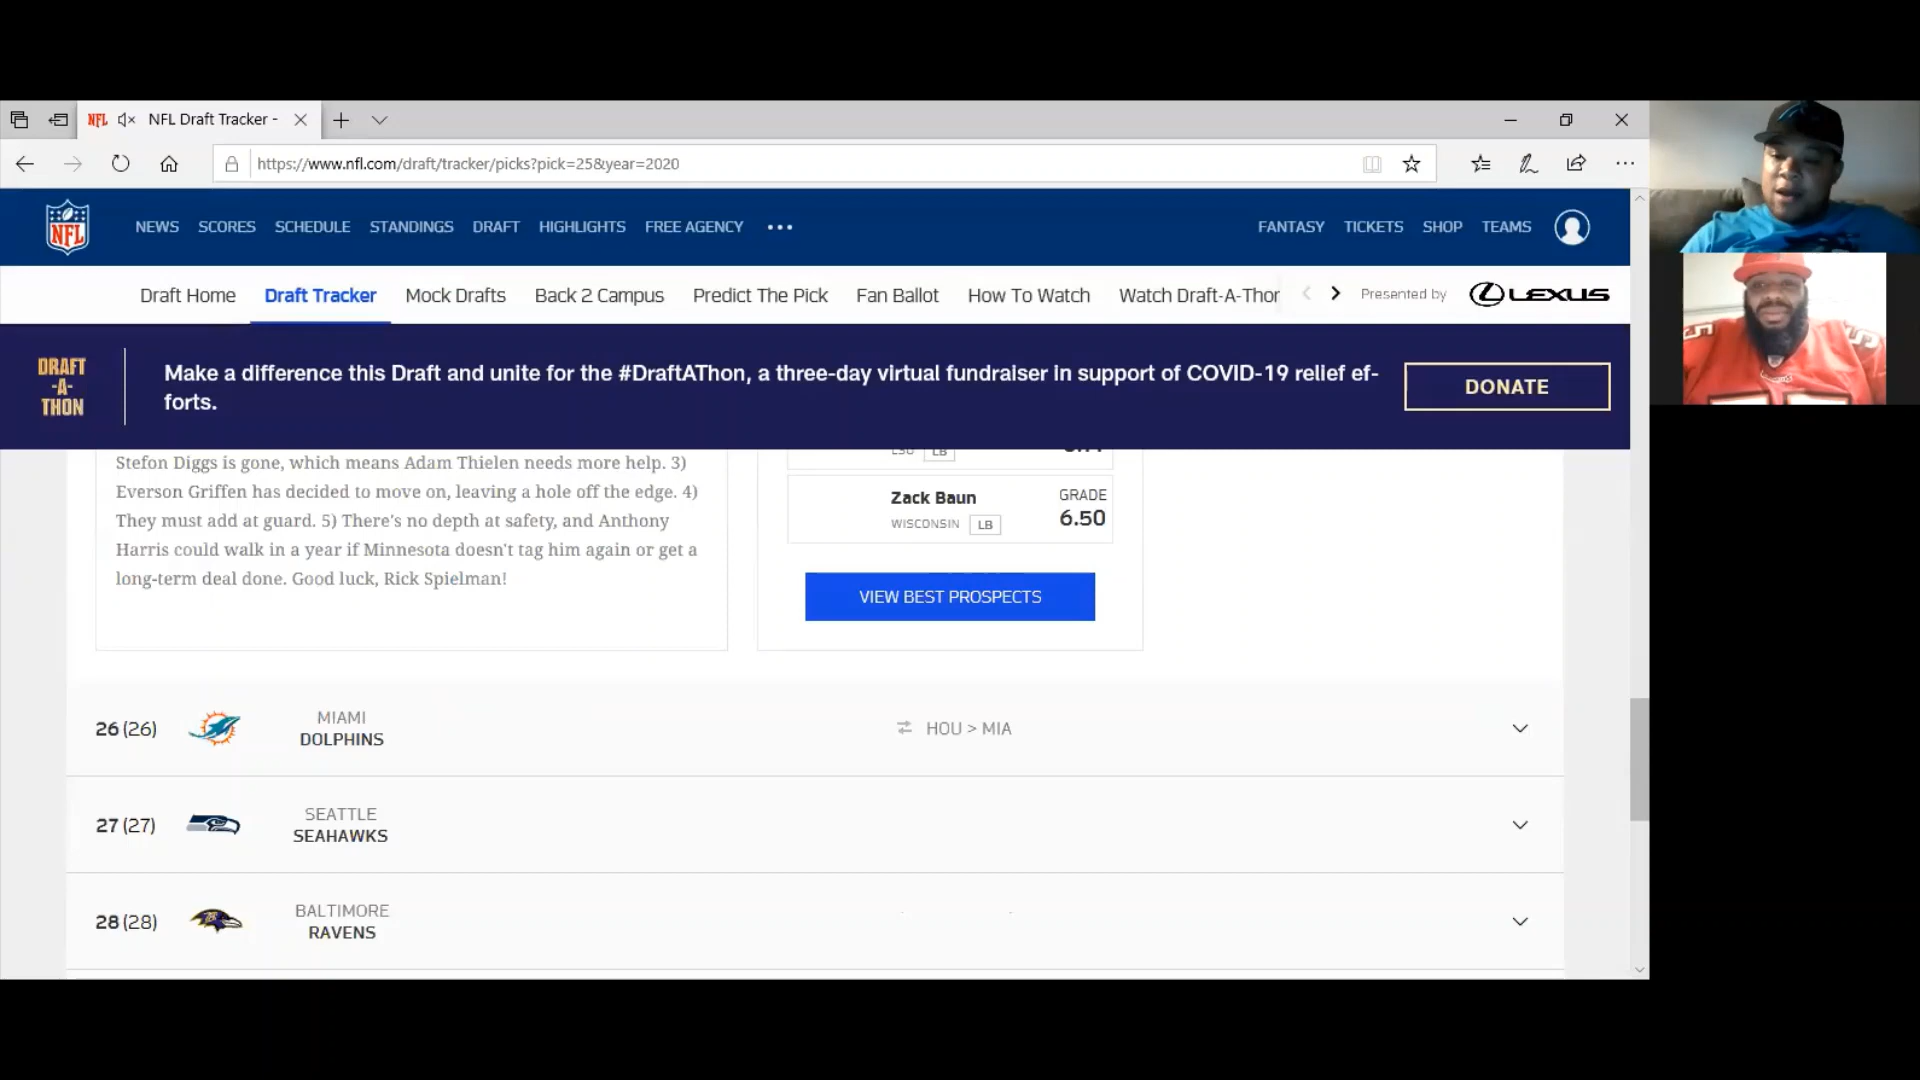 NFL NFL Draft Tracker -
https://www.nfl.com/draft/tracker/picks?pick=25&year=2020
NFL NEWS SCORES SCHEDULE STANDINGS DRAFT HIGHLIGHTS FREE AGENCY FANTASY TICKETS SHOP TEAMS
Draft Home Draft Tracker Mock Drafts Back 2 Campus Predict The Pick Fan Ballot How To Watch Watch Draft-A-Thor Presented by LEXUS
DRAFT
-A-
THON
Make a difference this Draft and unite for the #DraftAThon, a three-day virtual fundraiser in support of COVID-19 relief ef-
forts.
DONATE
Stefon Diggs is gone, which means Adam Thielen needs more help. 3)
Everson Griffen has decided to move on, leaving a hole off the edge. 4)
They must add at guard. 5) There's no depth at safety, and Anthony
Harris could walk in a year if Minnesota doesn't tag him again or get a
long-term deal done. Good luck, Rick Spielman!
LSU LB
Zack Baun GRADE
WISCONSIN LB 6.50
VIEW BEST PROSPECTS
26 (26) MIAMI
DOLPHINS
HOU > MIA
27 (27) SEATTLE
SEAHAWKS
28 (28) BALTIMORE
RAVENS